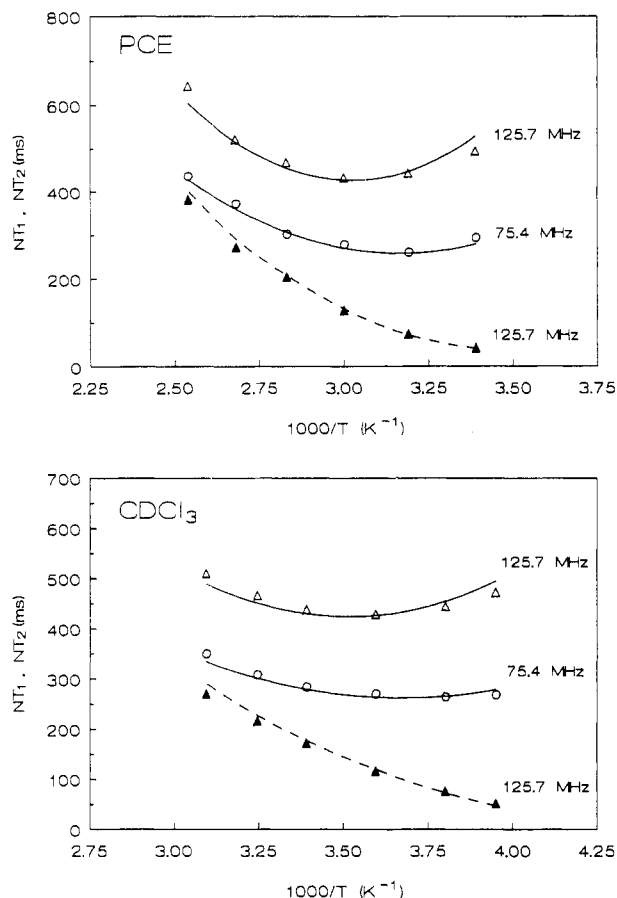 PCE
NT₁, NT₂(ms)
800
600
400
200
0
125.7 MHz
75.4 MHz
125.7 MHz
2.25 2.50 2.75 3.00 3.25 3.50 3.75
1000/T (K⁻¹)
CDCl₃
NT₁, NT₂(ms)
700
600
500
400
300
200
100
0
125.7 MHz
75.4 MHz
125.7 MHz
2.75 3.00 3.25 3.50 3.75 4.00 4.25
1000/T (K⁻¹)